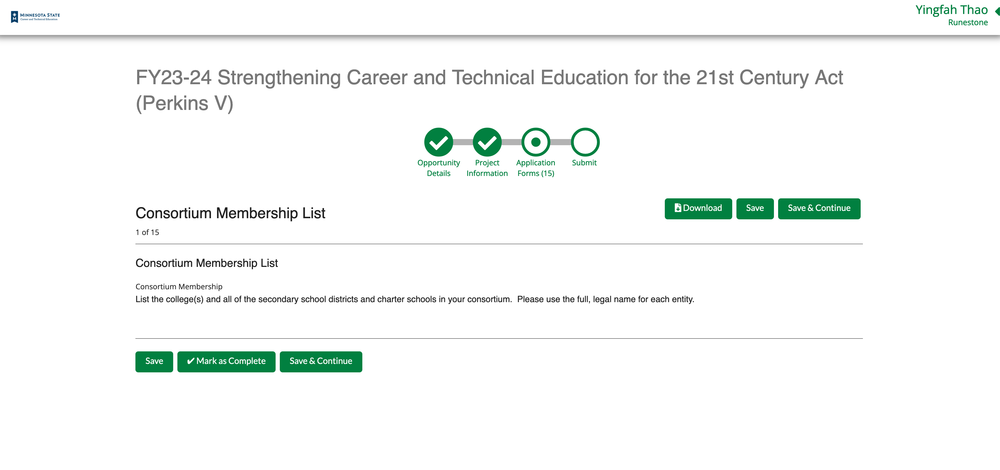 MINNESOTA STATE
Career and Technical Education
Yingfah Thao
Runestone
FY23-24 Strengthening Career and Technical Education for the 21st Century Act
(Perkins V)
Opportunity Details
Project Information
Application Forms (15)
Submit
Consortium Membership List
Download
Save
Save & Continue
1 of 15
Consortium Membership List
Consortium Membership
List the college(s) and all of the secondary school districts and charter schools in your consortium.  Please use the full, legal name for each entity.
Save
Mark as Complete
Save & Continue